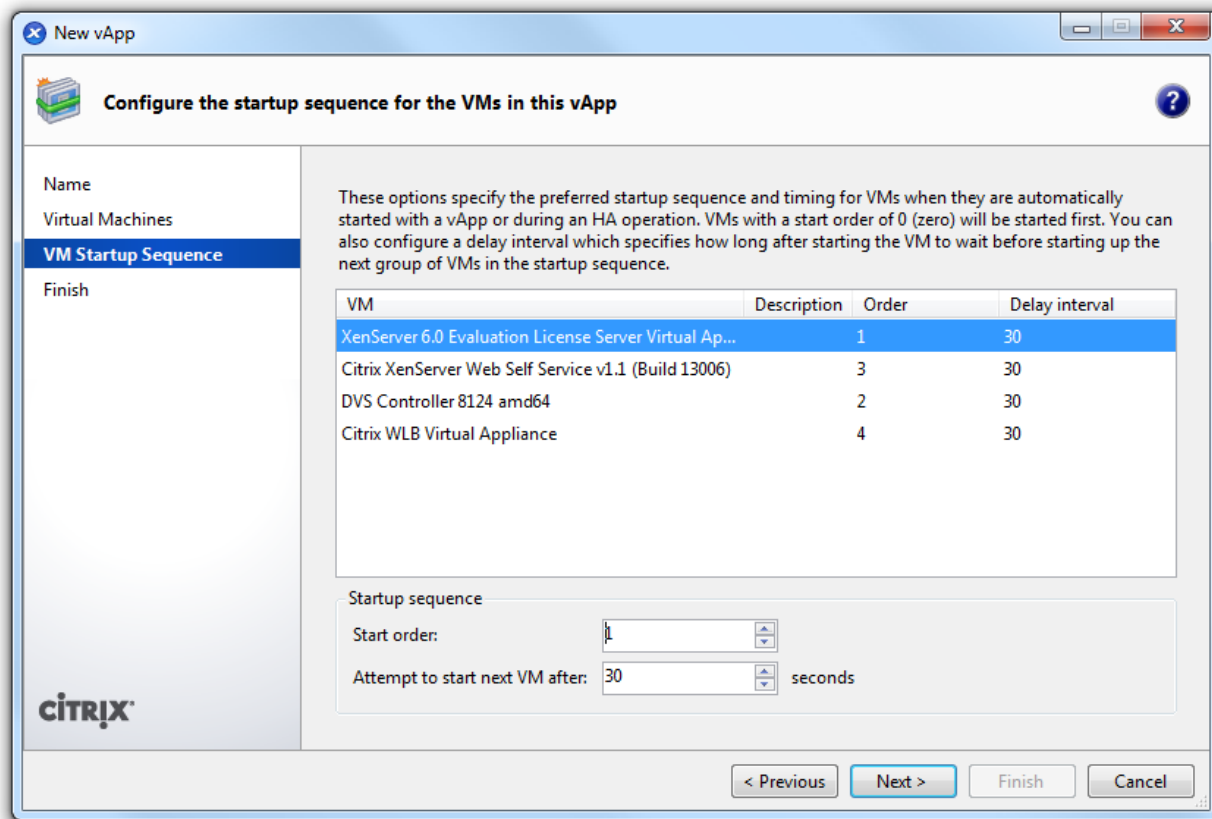 New vApp
Configure the startup sequence for the VMs in this vApp
?
Name
Virtual Machines
VM Startup Sequence
Finish
These options specify the preferred startup sequence and timing for VMs when they are automatically
started with a vApp or during an HA operation. VMs with a start order of 0 (zero) will be started first. You can
also configure a delay interval which specifies how long after starting the VM to wait before starting up the
next group of VMs in the startup sequence.
VM Description Order Delay interval
XenServer 6.0 Evaluation License Server Virtual Ap... 1 30
Citrix XenServer Web Self Service v1.1 (Build 13006) 3 30
DVS Controller 8124 amd64 2 30
Citrix WLB Virtual Appliance 4 30
Startup sequence
Start order: 1
Attempt to start next VM after: 30 seconds
CİTRIX
< Previous Next > Finish Cancel